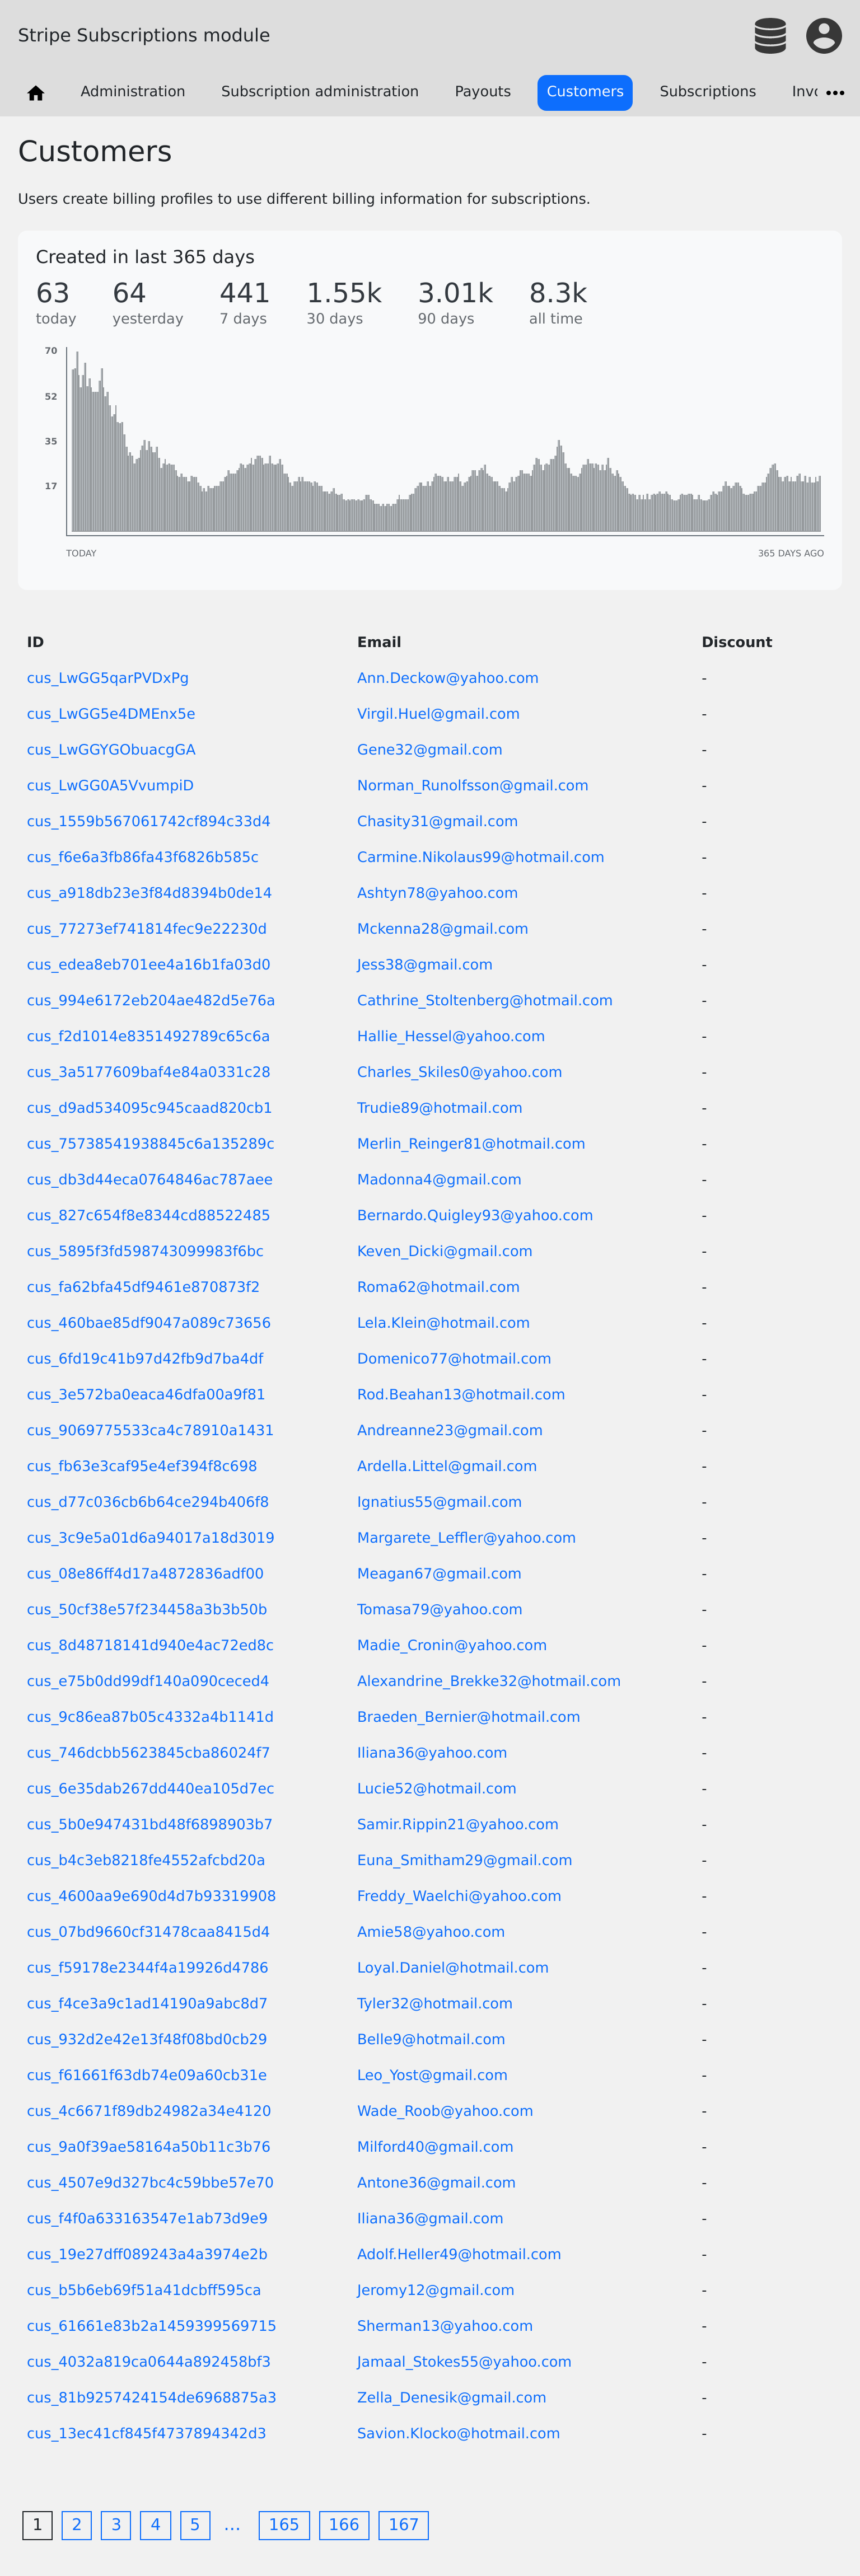 Stripe Subscriptions module
Administration Subscription administration Payouts Customers Subscriptions
Customers
Users create billing profiles to use different billing information for subscriptions.
Created in last 365 days
63 64 441 1.55k 3.01k 8.3k
today yesterday 7 days 30 days 90 days all time
70
52
35
17
TODAY 365 DAYS AGO
ID Email Discount
cus_LwGG5qarPVDxPg Ann.Deckow@yahoo.com -
cus_LwGG5e4DMEnx5e Virgil.Huel@gmail.com -
cus_LwGGYGObuacgGA Gene32@gmail.com -
cus_LwGG0A5VvumpiD Norman_Runolfsson@gmail.com -
cus_1559b567061742cf894c33d4 Chasity31@gmail.com -
cus_f6e6a3fb86fa43f6826b585c Carmine.Nikolaus99@hotmail.com -
cus_a918db23e3f84d8394b0de14 Ashtyn78@yahoo.com -
cus_77273ef741814fec9e22230d Mckenna28@gmail.com -
cus_edea8eb701ee4a16b1fa03d0 Jess38@gmail.com -
cus_994e6172eb204ae482d5e76a Cathrine_Stoltenberg@hotmail.com -
cus_f2d1014e8351492789c65c6a Hallie_Hessel@yahoo.com -
cus_3a5177609baf4e84a0331c28 Charles_Skiles0@yahoo.com -
cus_d9ad534095c945caad820cb1 Trudie89@hotmail.com -
cus_75738541938845c6a135289c Merlin_Reinger81@hotmail.com -
cus_db3d44eca0764846ac787aee Madonna4@gmail.com -
cus_827c654f8e8344cd88522485 Bernardo.Quigley93@yahoo.com -
cus_5895f3fd598743099983f6bc Keven_Dicki@gmail.com -
cus_fa62bfa45df9461e870873f2 Roma62@hotmail.com -
cus_460bae85df9047a089c73656 Lela.Klein@hotmail.com -
cus_6fd19c41b97d42fb9d7ba4df Domenico77@hotmail.com -
cus_3e572ba0eaca46dfa00a9f81 Rod.Beahan13@hotmail.com -
cus_9069775533ca4c78910a1431 Andreanne23@gmail.com -
cus_fb63e3caf95e4ef394f8c698 Ardella.Littel@gmail.com -
cus_d77c036cb6b64ce294b406f8 Ignatius55@gmail.com -
cus_3c9e5a01d6a94017a18d3019 Margarete_Leffler@yahoo.com -
cus_08e86ff4d17a4872836adf00 Meagan67@gmail.com -
cus_50cf38e57f234458a3b3b50b Tomasa79@yahoo.com -
cus_8d48718141d940e4ac72ed8c Madie_Cronin@yahoo.com -
cus_e75b0dd99df140a090ceced4 Alexandrine_Brekke32@hotmail.com -
cus_9c86ea87b05c4332a4b1141d Braeden_Bernier@hotmail.com -
cus_746dcbb5623845cba86024f7 Iliana36@yahoo.com -
cus_6e35dab267dd440ea105d7ec Lucie52@hotmail.com -
cus_5b0e947431bd48f6898903b7 Samir.Rippin21@yahoo.com -
cus_b4c3eb8218fe4552afcbd20a Euna_Smitham29@gmail.com -
cus_4600aa9e690d4d7b93319908 Freddy_Waelchi@yahoo.com -
cus_07bd9660cf31478caa8415d4 Amie58@yahoo.com -
cus_f59178e2344f4a19926d4786 Loyal.Daniel@hotmail.com -
cus_f4ce3a9c1ad14190a9abc8d7 Tyler32@hotmail.com -
cus_932d2e42e13f48f08bd0cb29 Belle9@hotmail.com -
cus_f61661f63db74e09a60cb31e Leo_Yost@gmail.com -
cus_4c6671f89db24982a34e4120 Wade_Roob@yahoo.com -
cus_9a0f39ae58164a50b11c3b76 Milford40@gmail.com -
cus_4507e9d327bc4c59bbe57e70 Antone36@gmail.com -
cus_f4f0a633163547e1ab73d9e9 Iliana36@gmail.com -
cus_19e27dff089243a4a3974e2b Adolf.Heller49@hotmail.com -
cus_b5b6eb69f51a41dcbff595ca Jeromy12@gmail.com -
cus_61661e83b2a1459399569715 Sherman13@yahoo.com -
cus_4032a819ca0644a892458bf3 Jamaal_Stokes55@yahoo.com -
cus_81b9257424154de6968875a3 Zella_Denesik@gmail.com -
cus_13ec41cf845f4737894342d3 Savion.Klocko@hotmail.com -
1 2 3 4 5 … 165 166 167